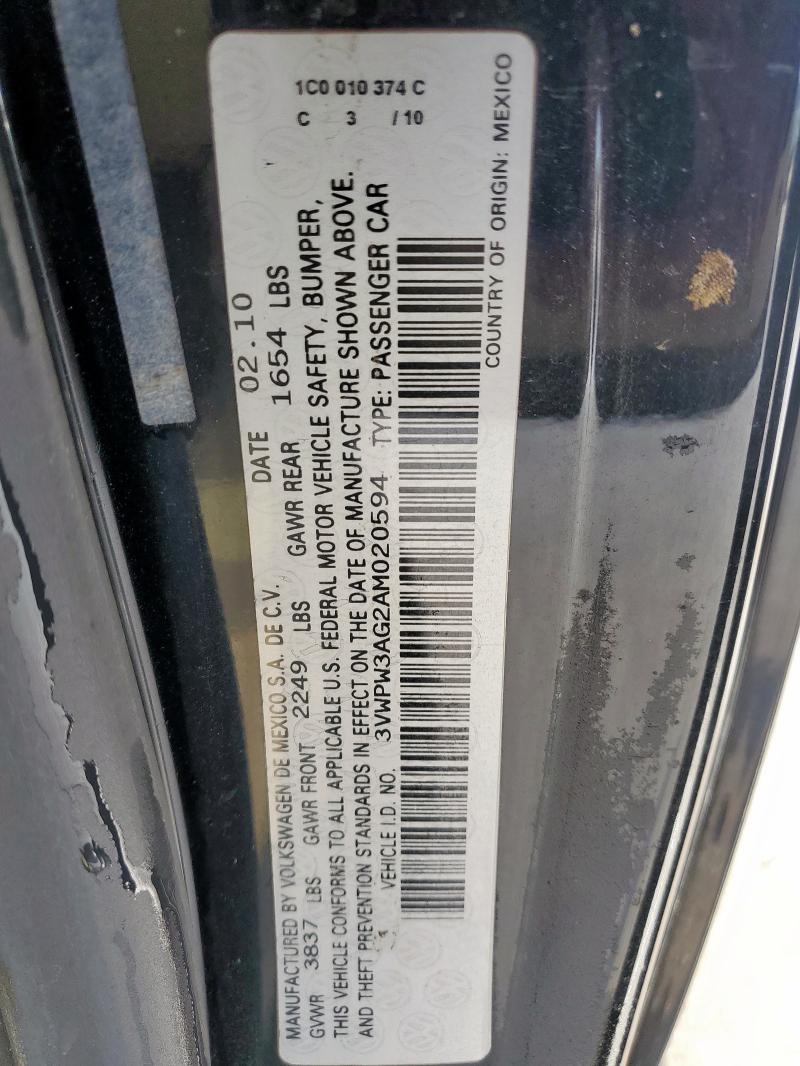 MANUFACTURED BY VOLKSWAGEN DE MEXICO S.A. DE C.V. DATE 02.10
GVWR 3837 LBS GAWR FRONT 2249 LBS GAWR REAR 1654 LBS
THIS VEHICLE CONFORMS TO ALL APPLICABLE U.S. FEDERAL MOTOR VEHICLE SAFETY, BUMPER,
AND THEFT PREVENTION STANDARDS IN EFFECT ON THE DATE OF MANUFACTURE SHOWN ABOVE.
VEHICLE I.D. NO. 3VWPW3AG2AM020594 TYPE: PASSENGER CAR
COUNTRY OF ORIGIN: MEXICO
1C0 010 374 C
C 3 / 10